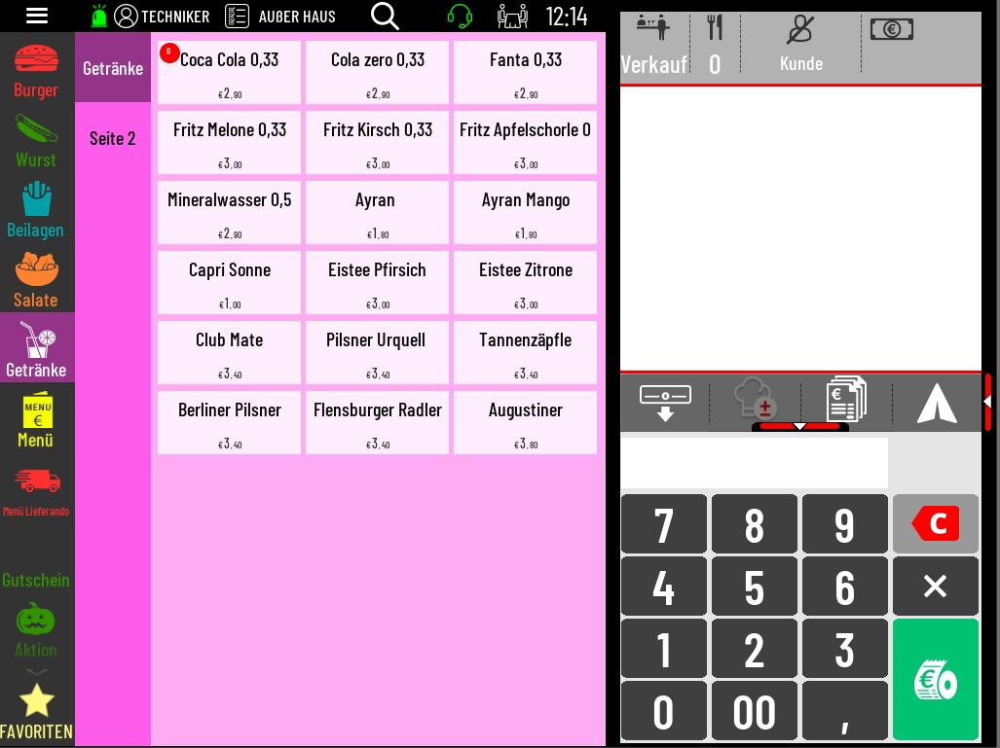 TECHNIKER
AUßER HAUS
12:14
Verkauf
0
Kunde
€
Burger
Wurst
Beilagen
Salate
Getränke
MENU
€
Menü
Menü Lieferando
Gutschein
Aktion
FAVORITEN
Getränke
Seite 2
0
Coca Cola 0,33
€2,90
Cola zero 0,33
€2,90
Fanta 0,33
€2,90
Fritz Melone 0,33
€3,00
Fritz Kirsch 0,33
€3,00
Fritz Apfelschorle 0
€3,00
Mineralwasser 0,5
€2,90
Ayran
€1,80
Ayran Mango
€1,80
Capri Sonne
€1,00
Eistee Pfirsich
€3,00
Eistee Zitrone
€3,00
Club Mate
€3,40
Pilsner Urquell
€3,40
Tannenzäpfle
€3,40
Berliner Pilsner
€3,40
Flensburger Radler
€3,40
Augustiner
€3,80
€
7 8 9 C
4 5 6 ×
1 2 3 €
0 00 ,